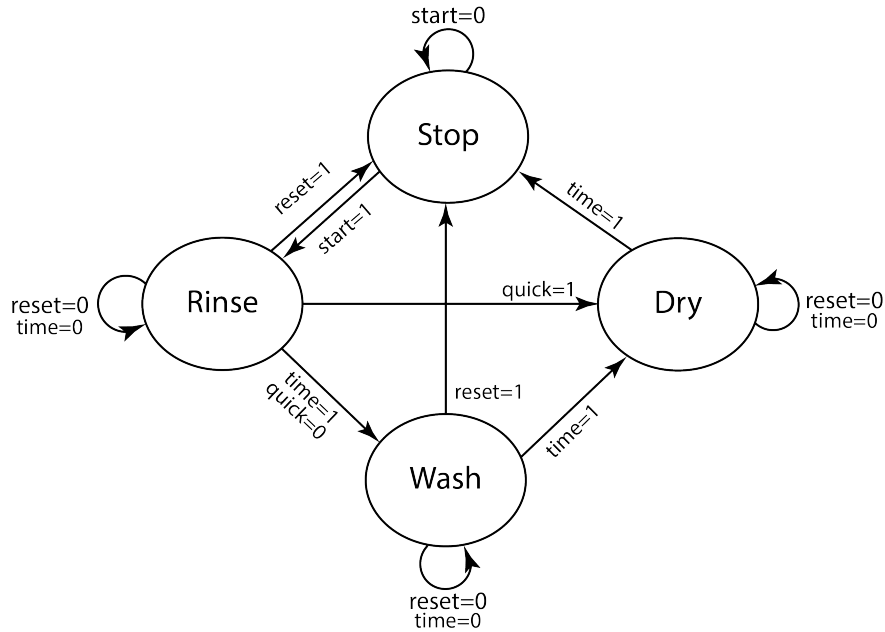 start=0
Stop
reset=1
start=1
time=1
reset=0
time=0
Rinse
quick=1
Dry
reset=0
time=0
time=1
quick=0
reset=1
time=1
Wash
reset=0
time=0